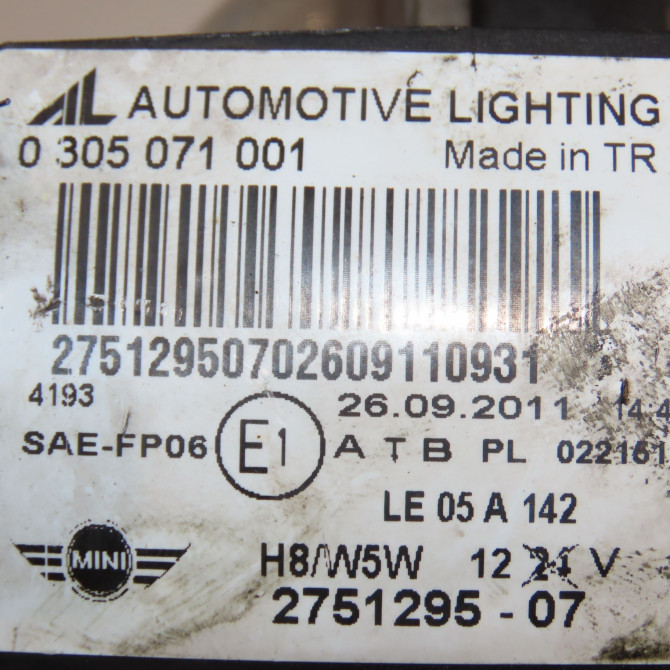 AL AUTOMOTIVE LIGHTING
0 305 071 001 Made in TR
27512950702609110931
4193 26.09.2011
SAE-FP06 E1 A T B PL
LE 05 A 142
MINI H8/W5W 12 24 V
2751295-07